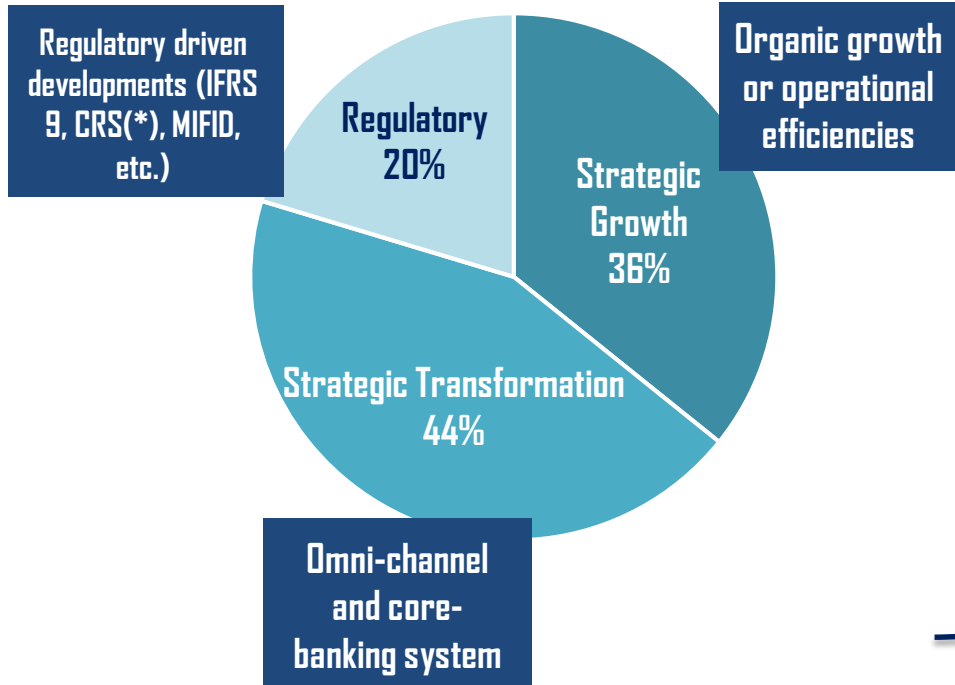 Regulatory driven
developments (IFRS
9, CRS(*), MIFID,
etc.)
Organic growth
or operational
efficiencies
Regulatory
20%
Strategic
Growth
36%
Strategic Transformation
44%
Omni-channel
and core-
banking system